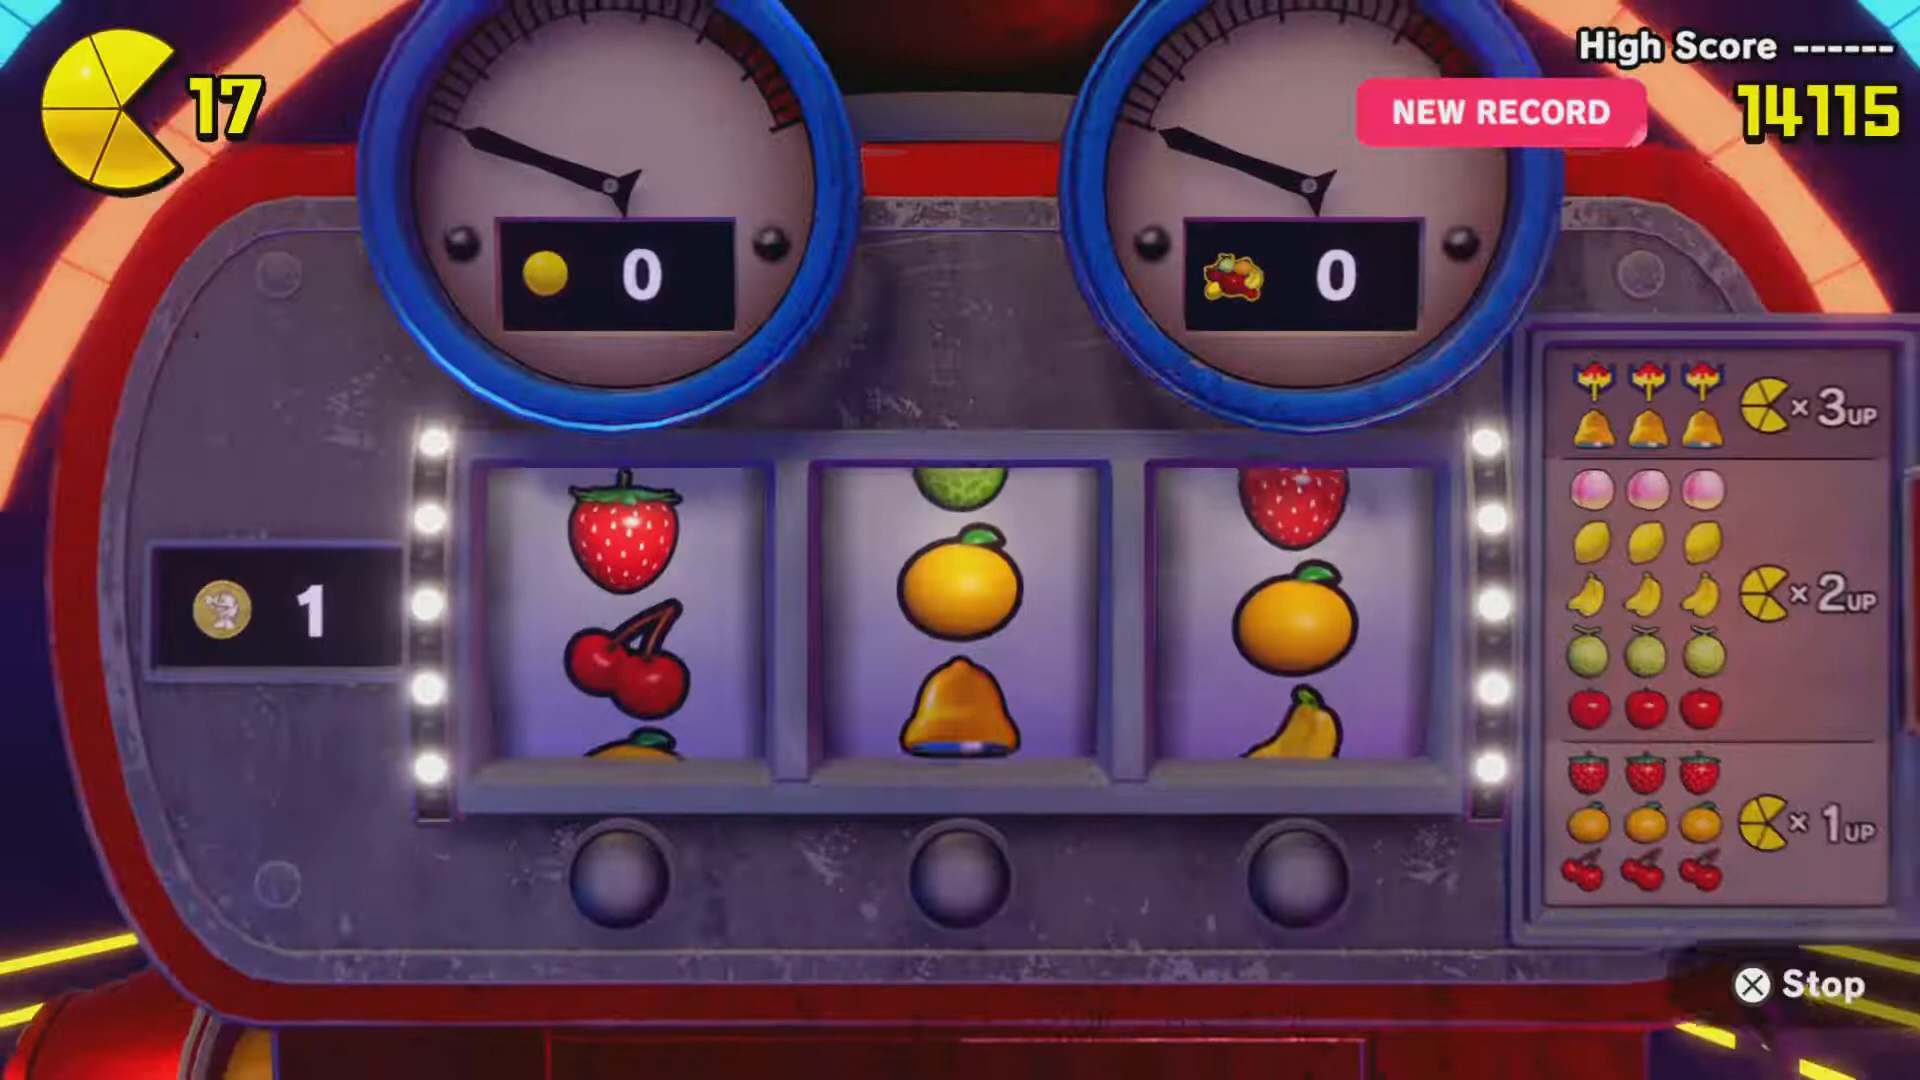 High Score ------
17
NEW RECORD
14115
0
0
× 3UP
1
× 2UP
× 1UP
Stop